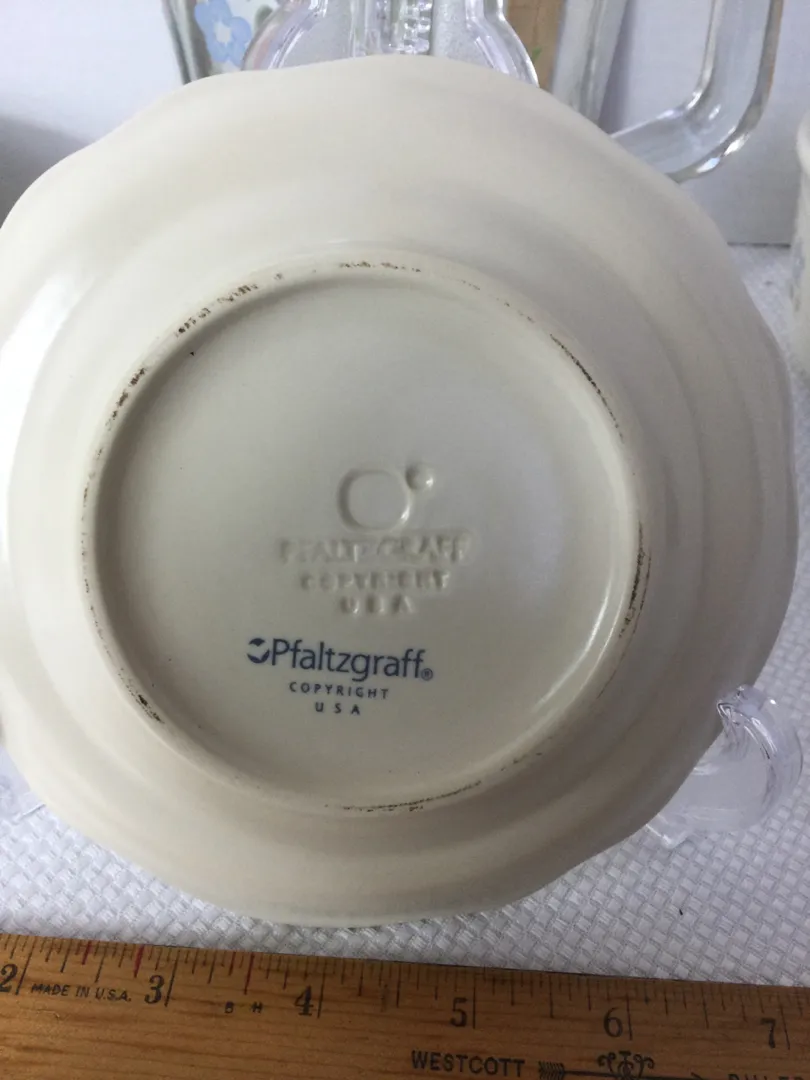 PFALTZGRAFF
COPYRIGHT
USA
Pfaltzgraff®
COPYRIGHT
USA
2 MADE IN U.S.A. 3 B H 4 5 6 7
WESTCOTT